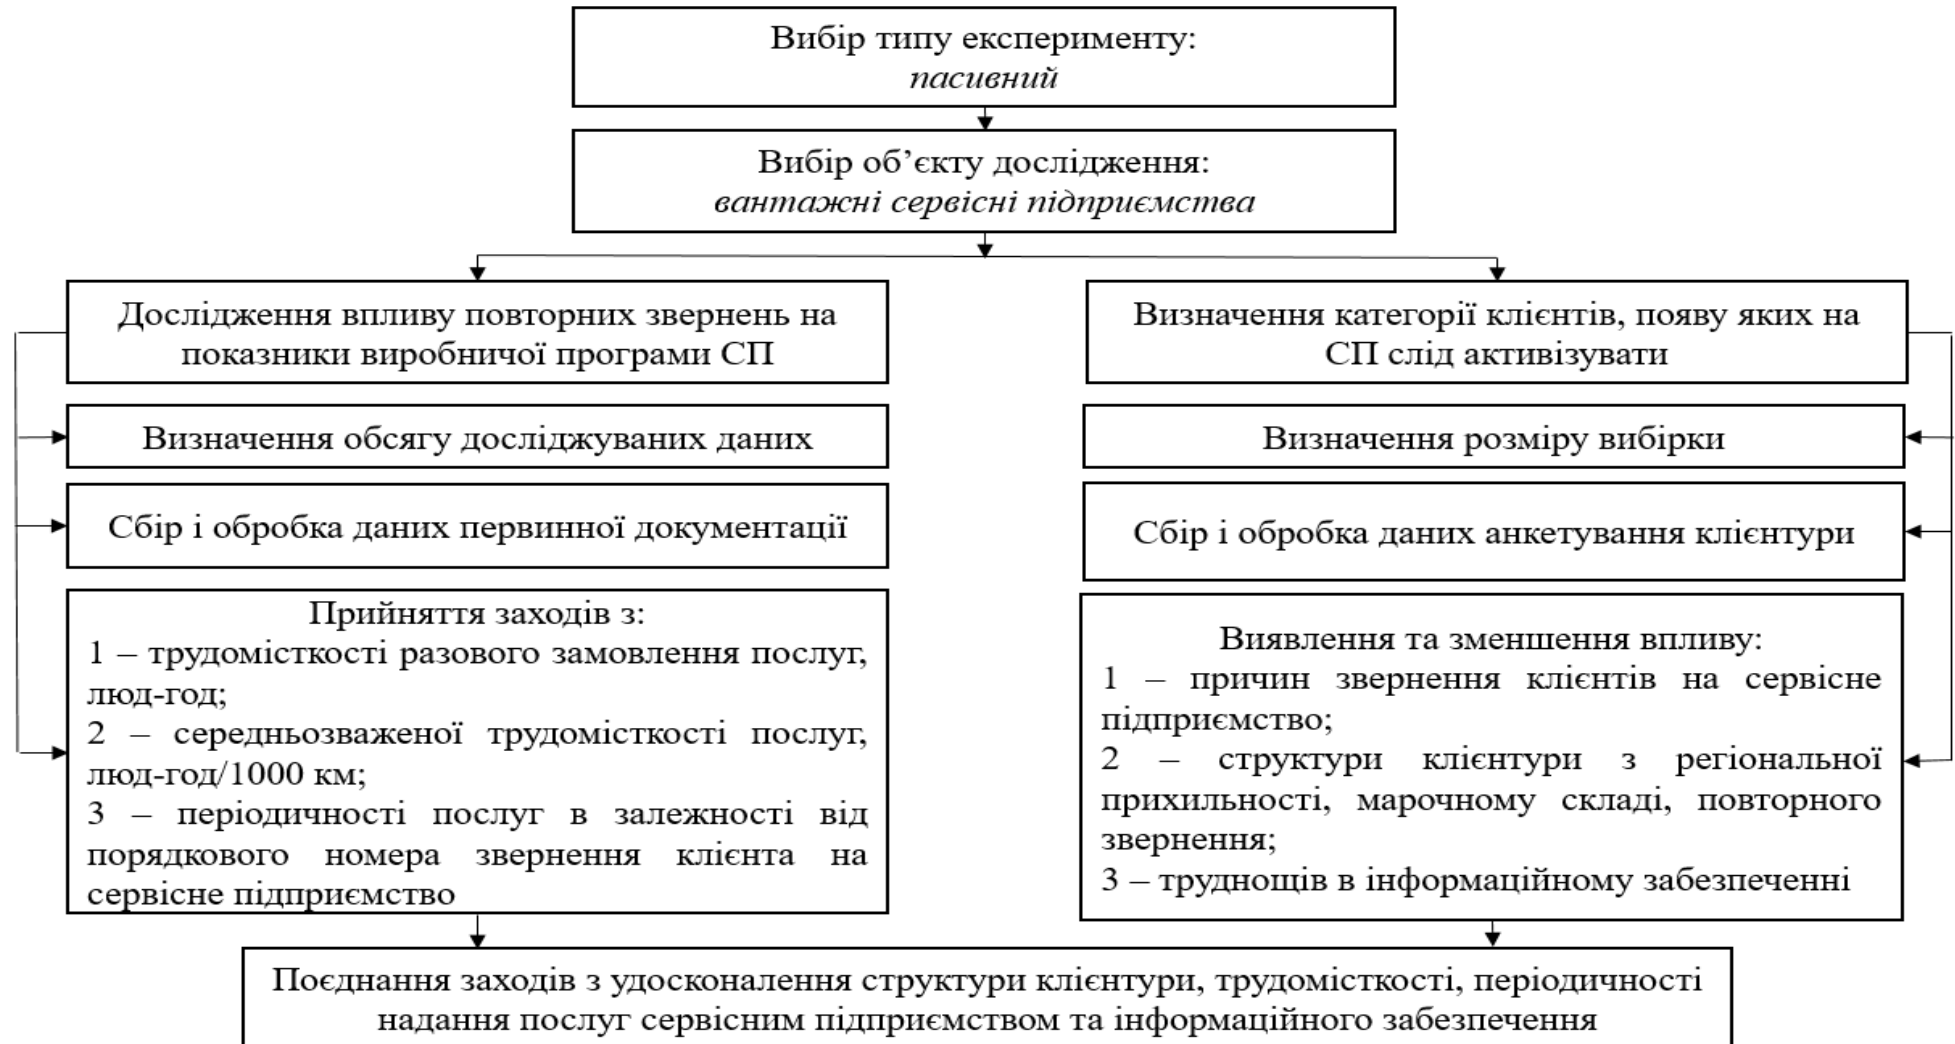 Вибір типу експерименту:
пасивний
Вибір об’єкту дослідження:
вантажні сервісні підприємства
Дослідження впливу повторних звернень на
показники виробничої програми СП
Визначення обсягу досліджуваних даних
Сбір і обробка даних первинної документації
Прийняття заходів з:
1 – трудомісткості разового замовлення послуг,
люд-год;
2 – середньозваженої трудомісткості послуг,
люд-год/1000 км;
3 – періодичності послуг в залежності від
порядкового номера звернення клієнта на
сервісне підприємство
Визначення категорії клієнтів, появу яких на
СП слід активізувати
Визначення розміру вибірки
Сбір і обробка даних анкетування клієнтури
Виявлення та зменшення впливу:
1 – причин звернення клієнтів на сервісне
підприємство;
2 – структури клієнтури з регіональної
прихильності, марочному складі, повторного
звернення;
3 – труднощів в інформаційному забезпеченні
Поєднання заходів з удосконалення структури клієнтури, трудомісткості, періодичності
надання послуг сервісним підприємством та інформаційного забезпечення